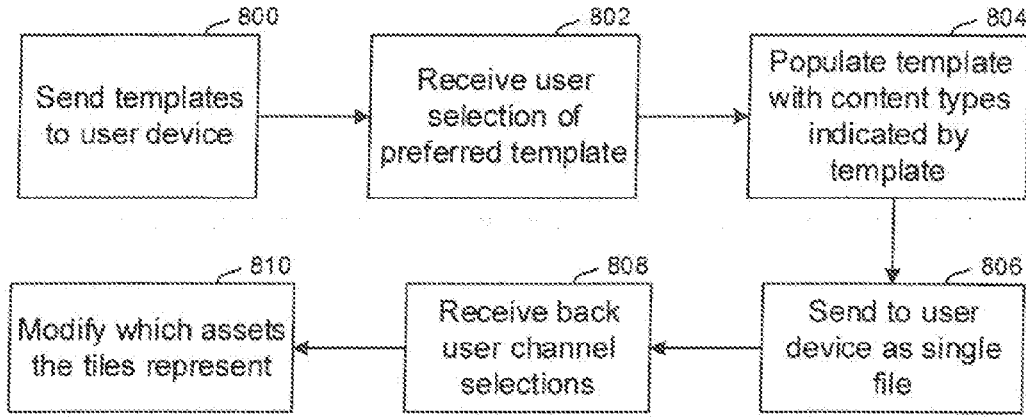 800
Send templates
to user device
802
Receive user
selection of
preferred template
804
Populate template
with content types
indicated by
template
806
Send to user
device as single
file
808
Receive back
user channel
selections
810
Modify which assets
the tiles represent